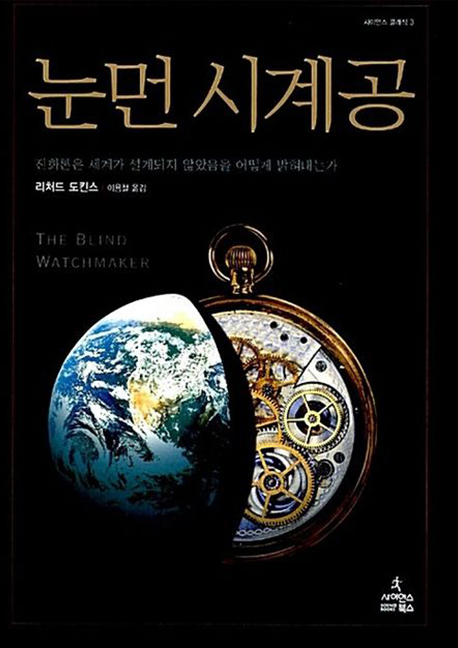 사이언스 클래식 3
눈먼 시계공
진화론은 세계가 설계되지 않았음을 어떻게 밝혀내는가
리처드 도킨스 / 이용철 옮김
THE BLIND
WATCHMAKER
사이언스
SCIENCE
BOOKS
북스